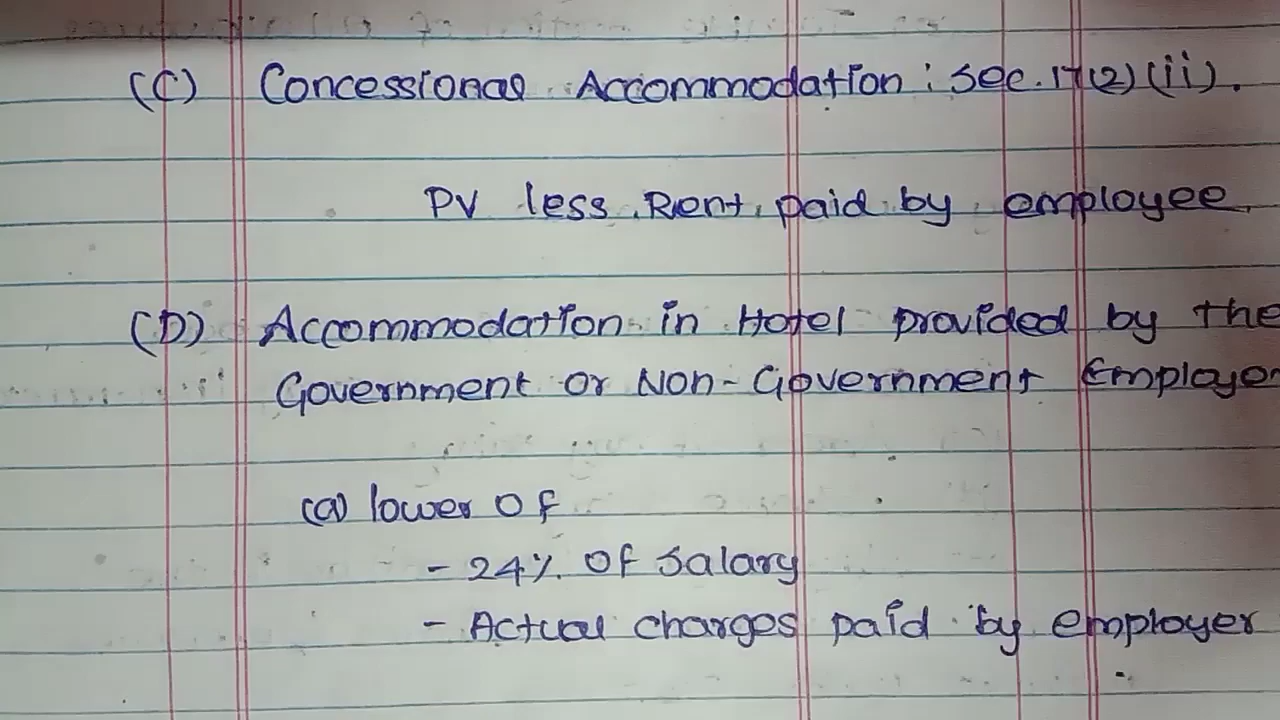 (C) Concessional Accommodation : Sec. 17(2)(ii).
PV less Rent paid by employee.
(D) Accommodation in Hotel provided by the
Government or Non-Government Employe
(a) lower of
- 24% of Salary
- Actual charges paid by employer